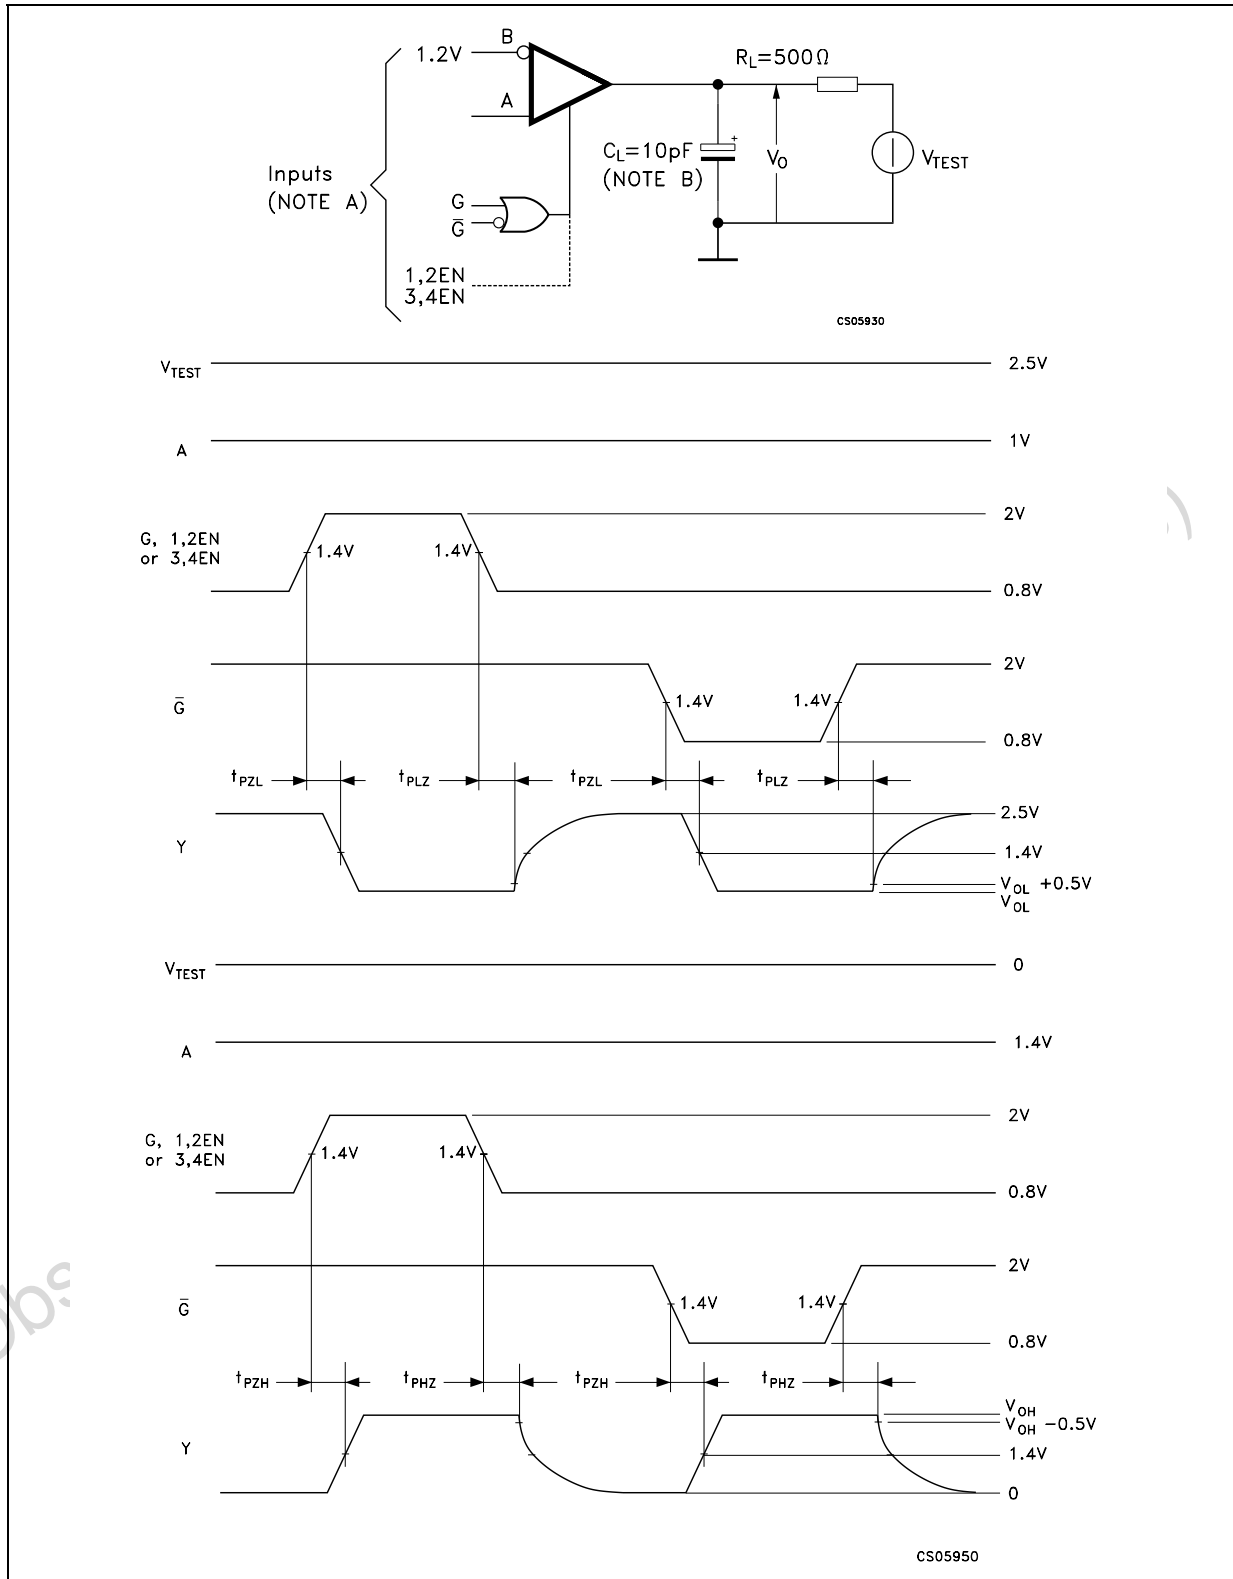 B
1.2V
A
R_L=500Ω
C_L=10pF
(NOTE B)
+
V_O
V_TEST
Inputs
(NOTE A)
G
G̅
1,2EN
3,4EN
CS05930
V_TEST 2.5V
A 1V
G, 1,2EN
or 3,4EN
2V
1.4V 1.4V
0.8V
G̅
2V
1.4V 1.4V
0.8V
t_PZL t_PLZ t_PZL t_PLZ
Y
2.5V
1.4V
V_OL +0.5V
V_OL
V_TEST 0
A 1.4V
G, 1,2EN
or 3,4EN
2V
1.4V 1.4V
0.8V
G̅
2V
1.4V 1.4V
0.8V
t_PZH t_PHZ t_PZH t_PHZ
Y
V_OH
V_OH -0.5V
1.4V
0
CS05950